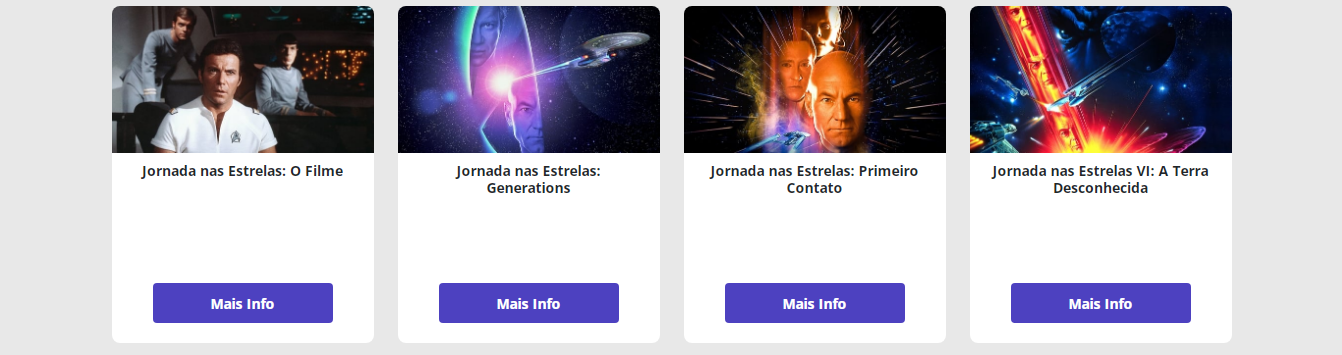 Jornada nas Estrelas: O Filme
Jornada nas Estrelas:
Generations
Jornada nas Estrelas: Primeiro
Contato
Jornada nas Estrelas VI: A Terra
Desconhecida
Mais Info
Mais Info
Mais Info
Mais Info